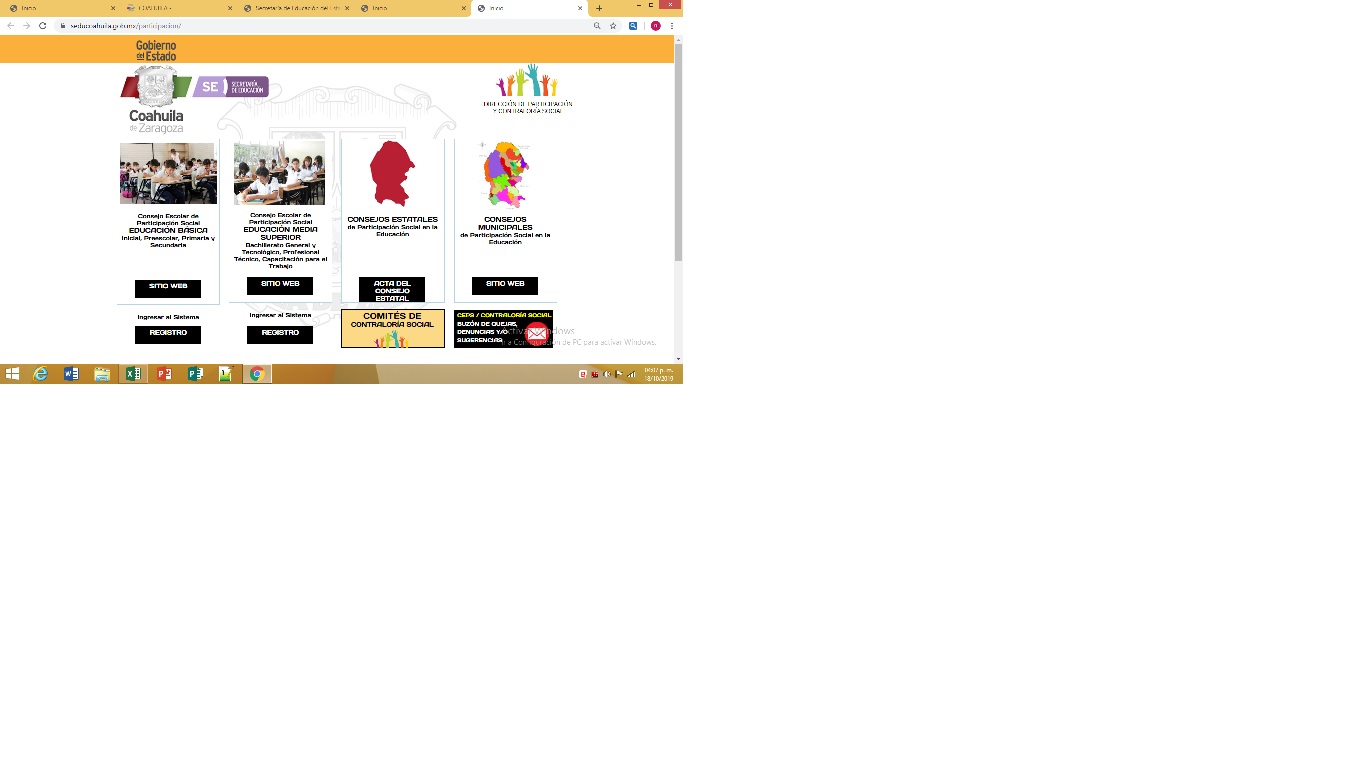 Inicio
COAHUILA -
Secretaría de Educación del Est
Inicio
Inicio
seducoahuila.gob.mx/participacion/
Gobierno
del Estado
Coahuila
de Zaragoza
SE
SECRETARÍA
DE EDUCACIÓN
DIRECCIÓN DE PARTICIPACIÓN
Y CONTRALORÍA SOCIAL
Consejo Escolar de
Participación Social
EDUCACIÓN BÁSICA
Inicial, Preescolar, Primaria y
Secundaria
SITIO WEB
Ingresar al Sistema
REGISTRO
Consejo Escolar de
Participación Social
EDUCACIÓN MEDIA
SUPERIOR
Bachillerato General y
Tecnológico, Profesional
Técnico, Capacitación para el
Trabajo
SITIO WEB
Ingresar al Sistema
REGISTRO
CONSEJOS ESTATALES
de Participación Social en la
Educación
ACTA DEL
CONSEJO
ESTATAL
COMITÉS DE
CONTRALORÍA SOCIAL
CONSEJOS
MUNICIPALES
de Participación Social en la
Educación
SITIO WEB
CEPS / CONTRALORÍA SOCIAL
BUZÓN DE QUEJAS,
DENUNCIAS Y/O
SUGERENCIAS
Windows
a Configuración de PC para activar Windows.
04:07 p. m.
18/10/2019